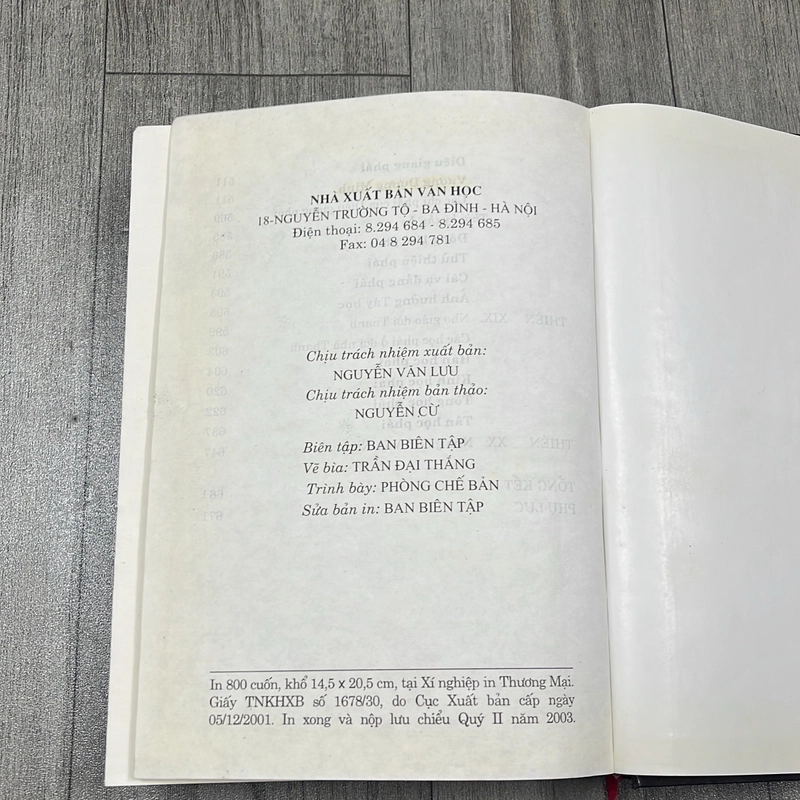 NHÀ XUẤT BẢN VĂN HỌC
18-NGUYỄN TRƯỜNG TỘ - BA ĐÌNH - HÀ NỘI
Điện thoại: 8.294 684 - 8.294 685
Fax: 04 8 294 781
Chịu trách nhiệm xuất bản:
NGUYỄN VĂN LƯU
Chịu trách nhiệm bản thảo:
NGUYỄN CỪ
Biên tập: BAN BIÊN TẬP
Vẽ bìa: TRẦN ĐẠI THẮNG
Trình bày: PHÒNG CHẾ BẢN
Sửa bản in: BAN BIÊN TẬP
In 800 cuốn, khổ 14,5 x 20,5 cm, tại Xí nghiệp in Thương Mại.
Giấy TNKHXB số 1678/30, do Cục Xuất bản cấp ngày
05/12/2001. In xong và nộp lưu chiểu Quý II năm 2003.